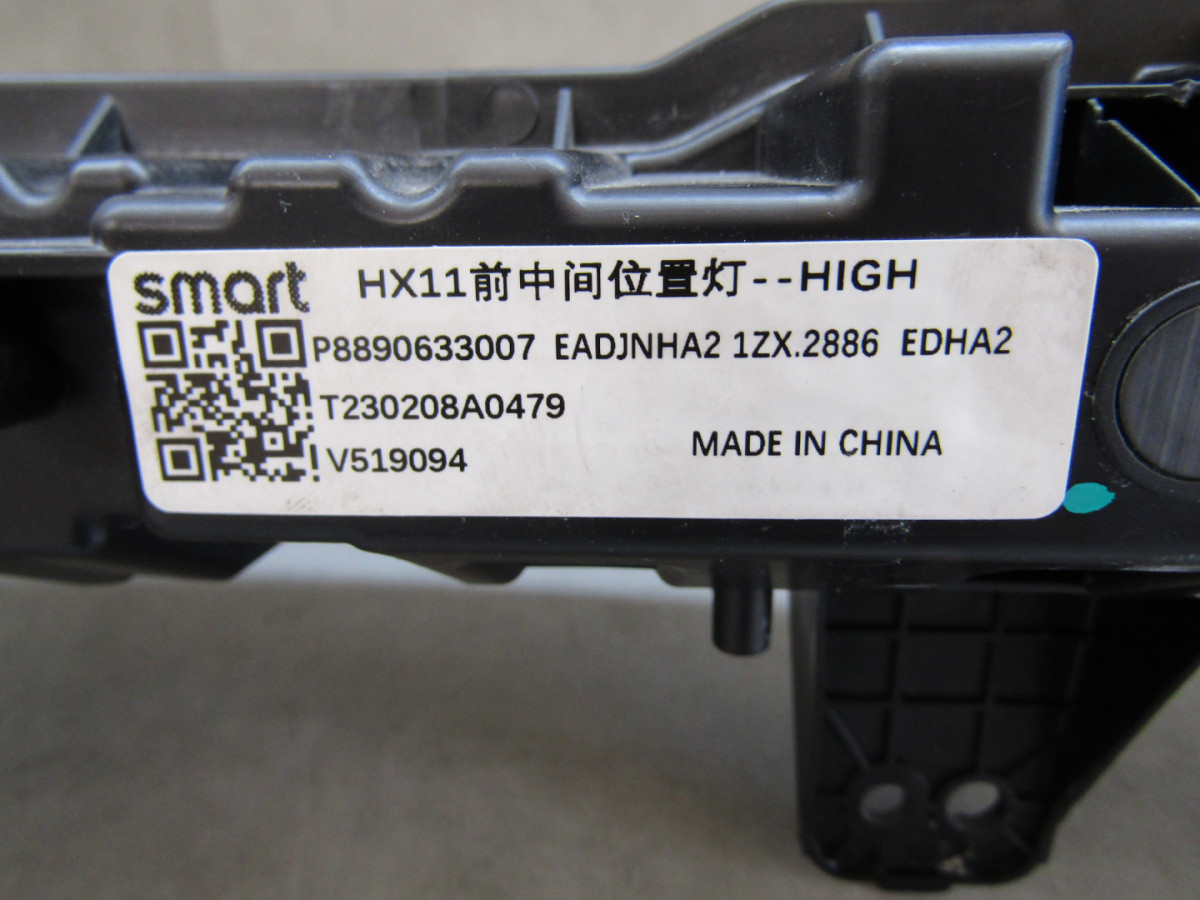 smart HX11前中间位置灯--HIGH
P8890633007 EADJNHA2 1ZX.2886 EDHA2
T230208A0479
V519094 MADE IN CHINA